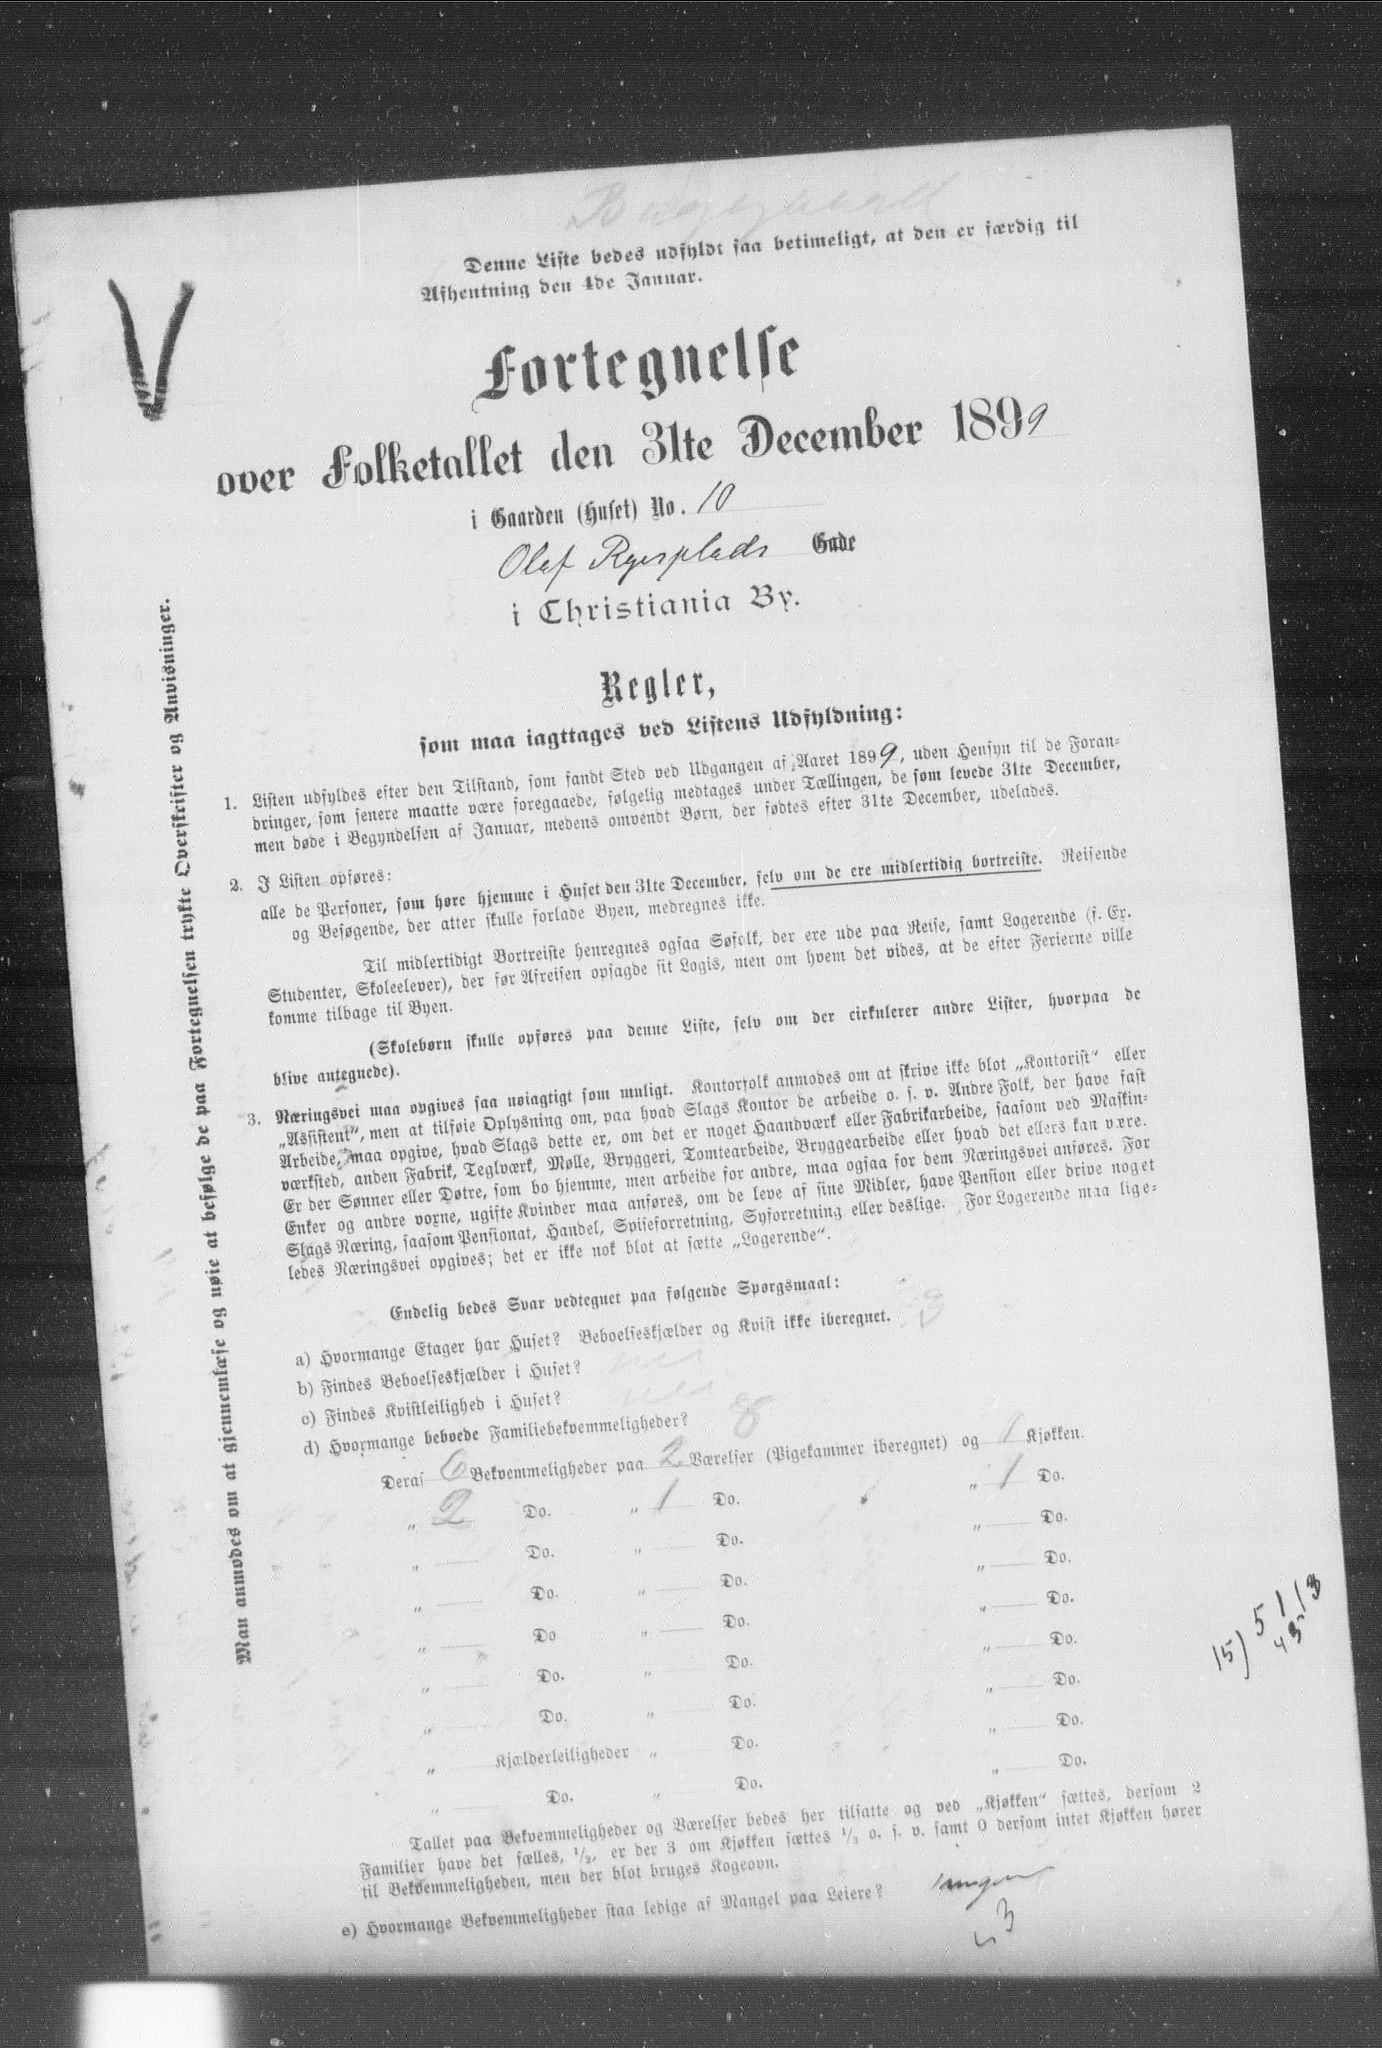 Denne Liste bedes udfyldt saa betimeligt, at den er færdig til
Afhentning den 4de Januar.
V
Fortegnelse
over Folketallet den 31te December 1899
i Gaarden (Huset) No. 10
Olaf Ryesplads Gade
i Christiania By.
Regler,
som maa iagttages ved Listens Udfyldning:
1. Listen udfyldes efter den Tilstand, som fandt Sted ved Udgangen af Aaret 1899, uden Hensyn til de Foran-
dringer, som senere maatte være foregaaede, følgelig medtages under Tællingen, de som levede 31te December,
men døde i Begyndelsen af Januar, medens omvendt Børn, der fødtes efter 31te December, udelades.
2. I Listen opføres:
alle de Personer, som høre hjemme i Huset den 31te December, selv om de ere midlertidig bortreiste. Reisende
og Besøgende, der atter skulle forlade Byen, medregnes ikke.
Til midlertidigt Bortreiste henregnes ogsaa Søfolk, der ere ude paa Reise, samt Logerende (f. Ex.
Studenter, Skoleelever), der før Afreisen opsagde sit Logis, men om hvem det vides, at de efter Ferierne ville
komme tilbage til Byen.
(Skolebørn skulle opføres paa denne Liste, selv om der cirkulerer andre Lister, hvorpaa de
blive antegnede).
3. Næringsvei maa opgives saa nøiagtigt som muligt. Kontorfolk anmodes om at skrive ikke blot „Kontorist“ eller
„Assistent“, men at tilføie Oplysning om, paa hvad Slags Kontor de arbeide o. s. v. Andre Folk, der have fast
Arbeide, maa opgive, hvad Slags dette er, om det er noget Haandværk eller Fabrikarbeide, saasom ved Maskin-
værksted, anden Fabrik, Teglværk, Mølle, Bryggeri, Tomtearbeide, Bryggearbeide eller hvad det ellers kan være.
Er der Sønner eller Døtre, som bo hjemme, men arbeide for andre, maa ogsaa for dem Næringsvei anføres. For
Enker og andre voxne, ugifte Kvinder maa anføres, om de leve af sine Midler, have Pension eller drive noget
Slags Næring, saasom Pensionat, Handel, Spiseforretning, Syforretning eller deslige. For Logerende maa lige-
ledes Næringsvei opgives; det er ikke nok blot at sætte „Logerende“.
Endelig bedes Svar vedtegnet paa følgende Spørgsmaal:
a) Hvormange Etager har Huset? Beboelseskjælder og Kvist ikke iberegnet. 3
b) Findes Beboelseskjælder i Huset? nei
c) Findes Kvistleilighed i Huset? nei
d) Hvormange beboede Familiebekvemmeligheder? 8
Deraf 6 Bekvemmeligheder paa 2 Værelser (Pigekammer iberegnet) og 1 Kjøkken.
„ 2 Do. „ 1 Do. „ 1 Do.
„ Do. „ Do. „ Do.
„ Do. „ Do. „ Do.
„ Do „ Do. „ Do.
„ Do. „ Do. „ Do.
„ Do. „ Do. „ Do.
„ Kjælderleiligheder „ Do. „ Do.
„ Do. „ Do. „ Do.
Tallet paa Bekvemmeligheder og Værelser bedes her tilsatte og ved „Kjøkken“ sættes, dersom 2
Familier have det fælles, 1/2, er der 3 om Kjøkken sættes 1/3 o. s. v. samt 0 dersom intet Kjøkken hører
til Bekvemmeligheden, men der blot bruges Kogeovn.
e) Hvormange Bekvemmeligheder staa ledige af Mangel paa Leiere? ingen
Man anmodes om at gjennemlæse og nøie at befølge de paa Fortegnelsen trykte Overskrifter og Anvisninger.